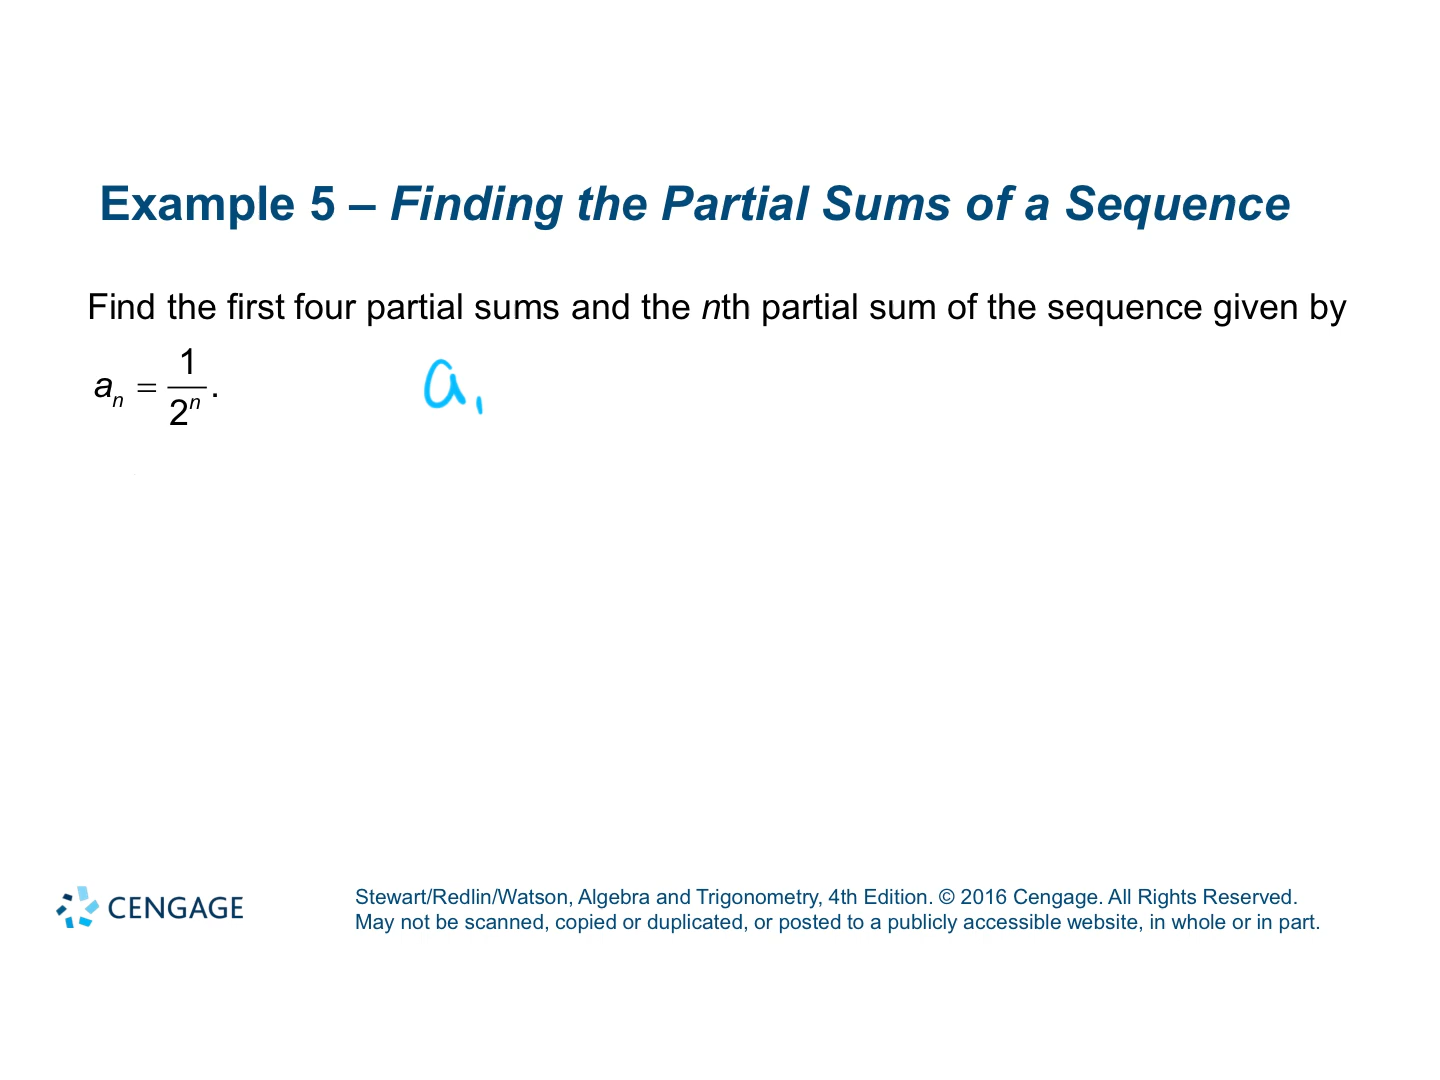 Example 5 – Finding the Partial Sums of a Sequence
Find the first four partial sums and the nth partial sum of the sequence given by
aₙ = 1/2ⁿ.
a₁
CENGAGE
Stewart/Redlin/Watson, Algebra and Trigonometry, 4th Edition. © 2016 Cengage. All Rights Reserved.
May not be scanned, copied or duplicated, or posted to a publicly accessible website, in whole or in part.